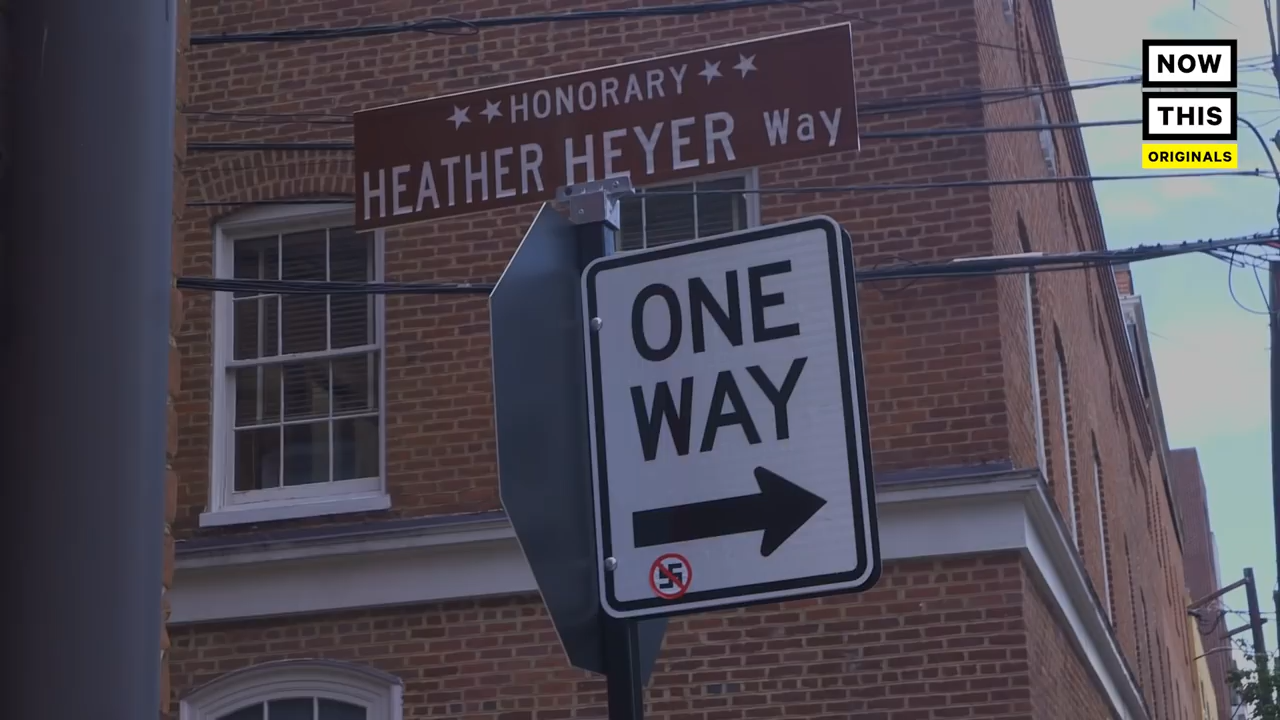 ★★ HONORARY ★★
HEATHER HEYER Way
ONE
WAY
NOW
THIS
ORIGINALS